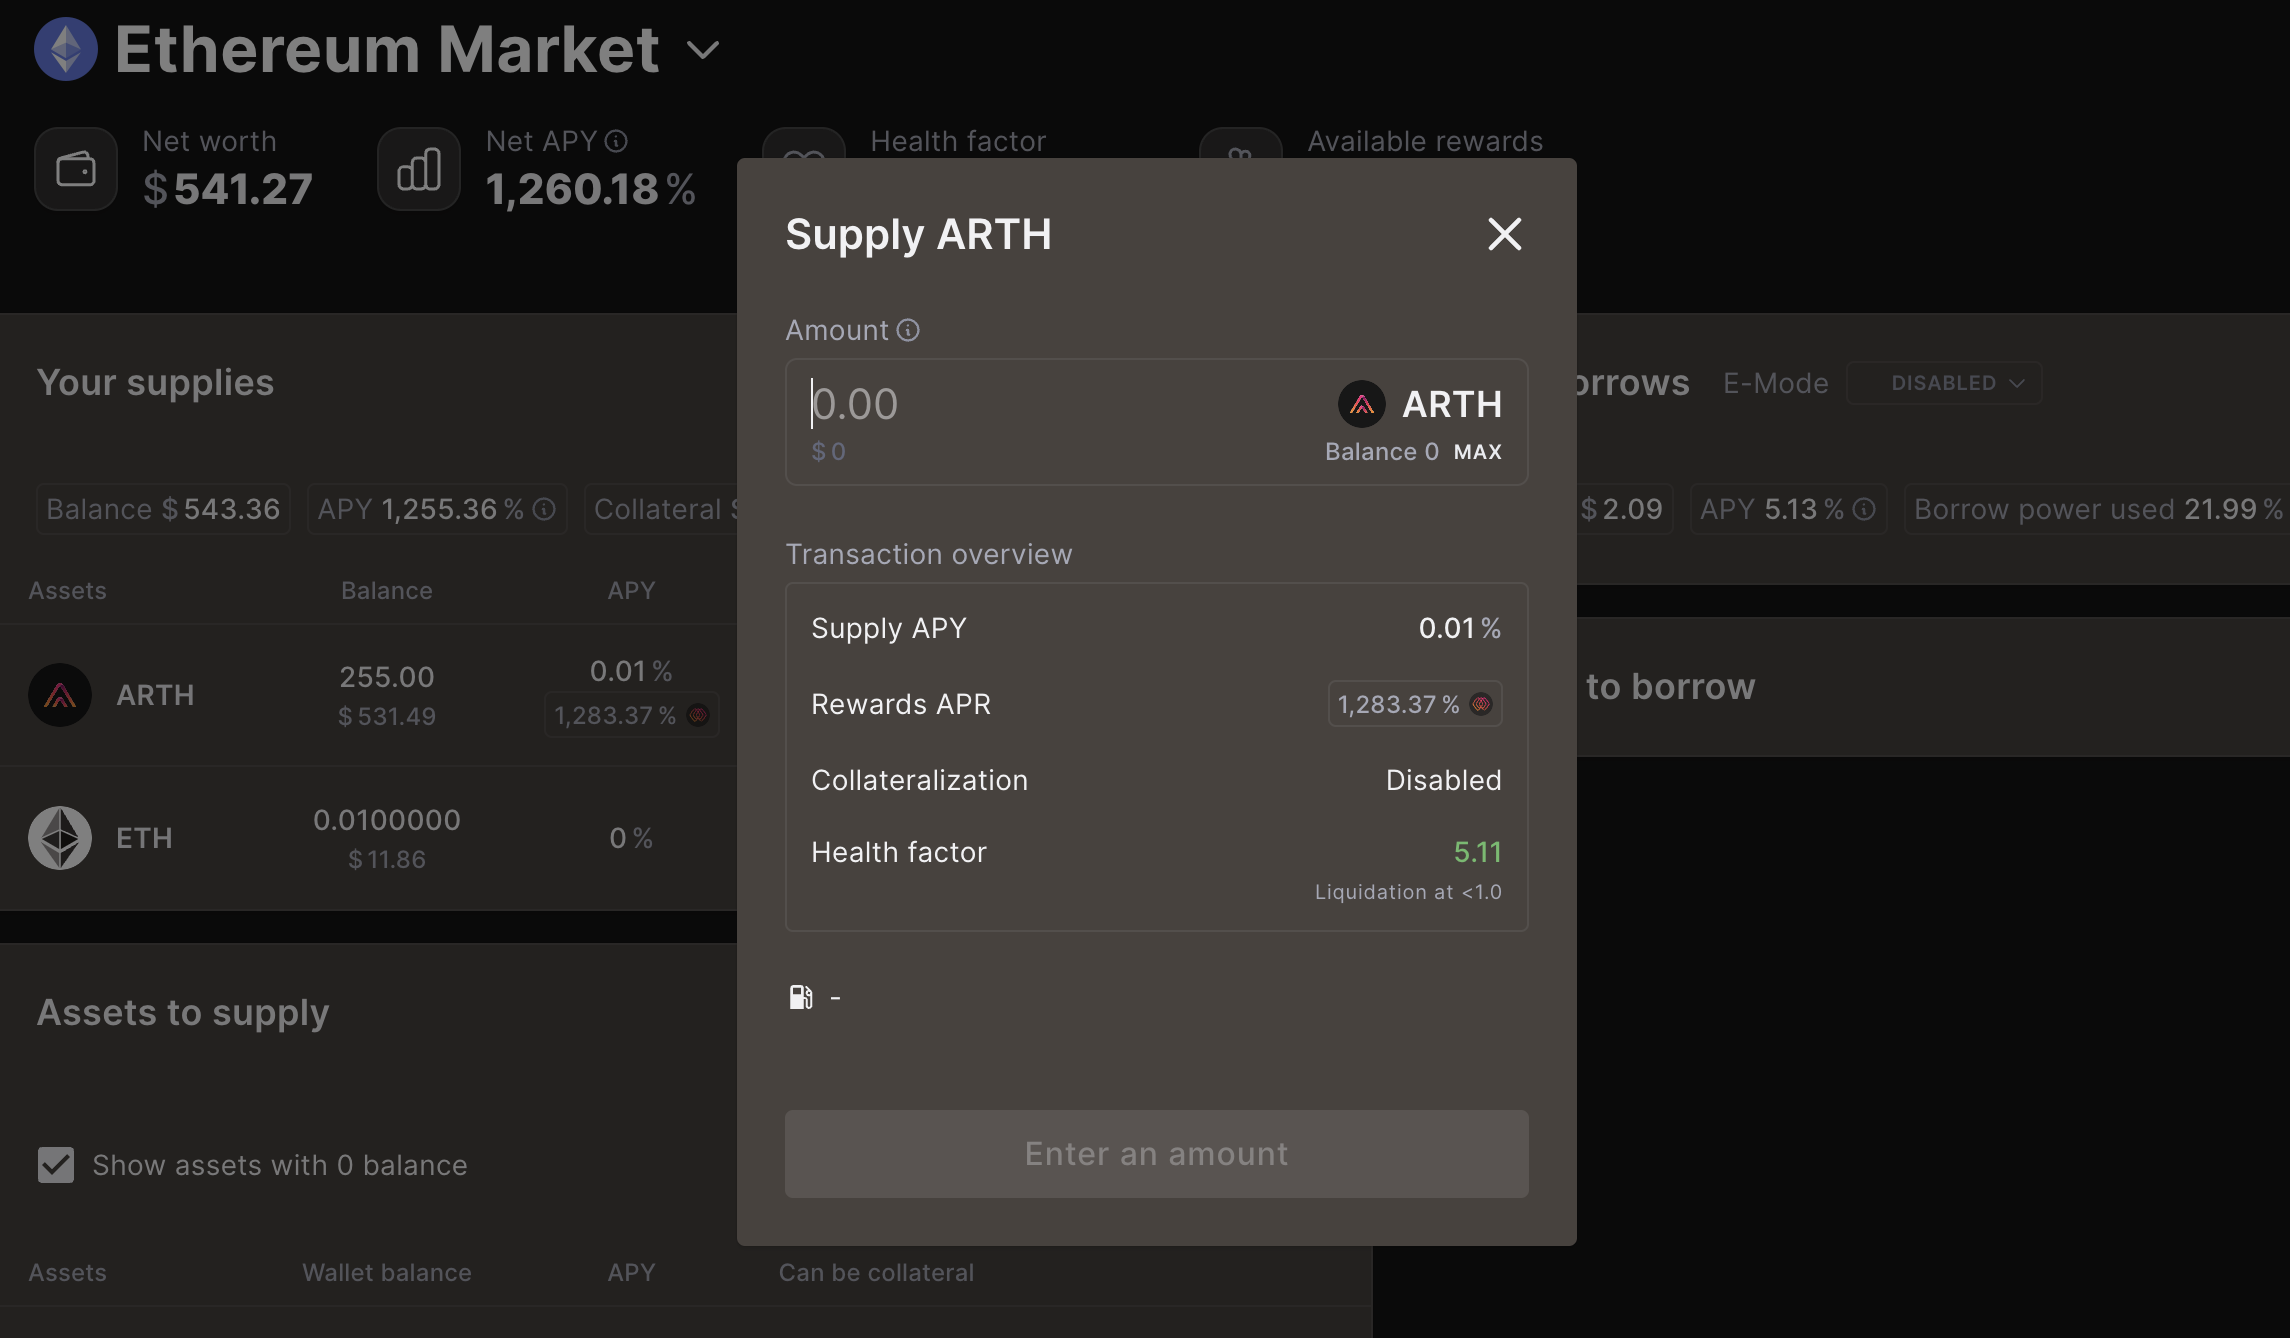 Ethereum Market
Net worth
$ 541.27
Net APY
1,260.18 %
Health factor
Available rewards
Supply ARTH
Amount
0.00
ARTH
$ 0
Balance 0 MAX
Transaction overview
Supply APY 0.01 %
Rewards APR 1,283.37 %
Collateralization Disabled
Health factor 5.11
Liquidation at <1.0
-
Enter an amount
Your supplies
Balance $ 543.36 APY 1,255.36 % Collateral
Assets Balance APY
ARTH
255.00
$ 531.49
0.01 %
1,283.37 %
ETH
0.0100000
$ 11.86
0 %
Assets to supply
Show assets with 0 balance
Assets Wallet balance APY Can be collateral
orrows E-Mode DISABLED
$ 2.09 APY 5.13 % Borrow power used 21.99 %
to borrow